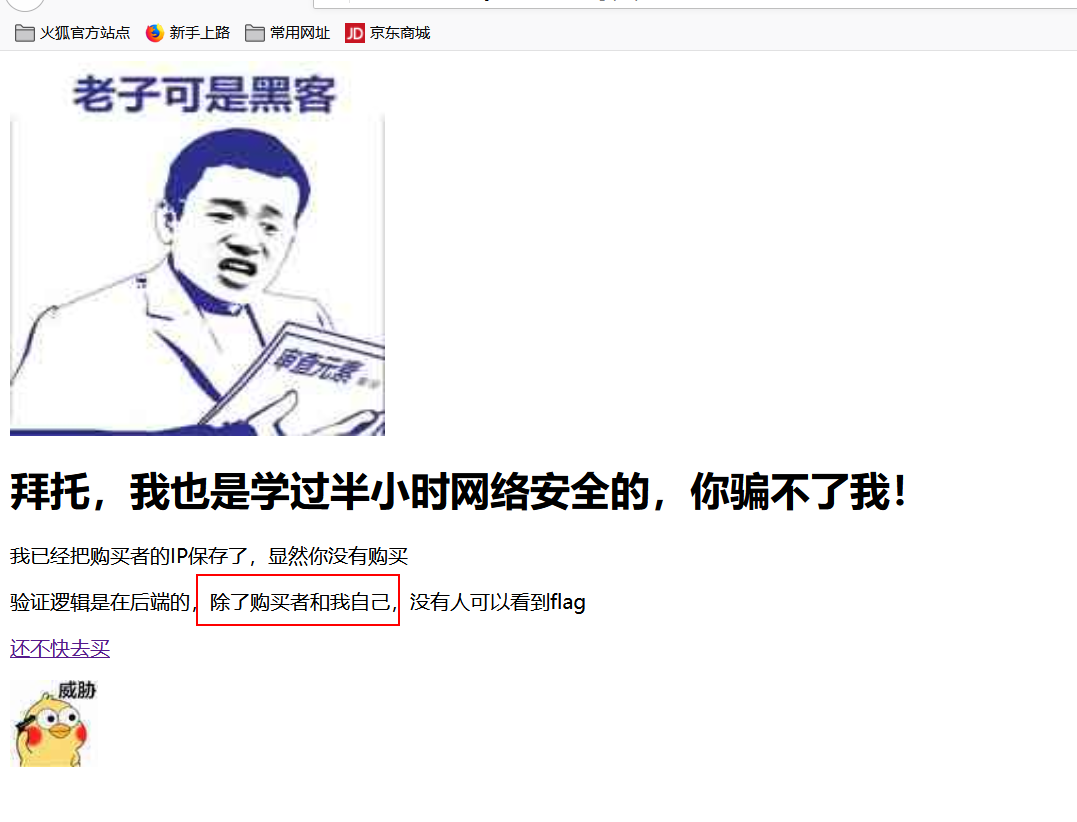 火狐官方站点 新手上路 常用网址 JD 京东商城
老子可是黑客
审查元素
拜托，我也是学过半小时网络安全的，你骗不了我！
我已经把购买者的IP保存了，显然你没有购买
验证逻辑是在后端的，除了购买者和我自己，没有人可以看到flag
还不快去买
威胁